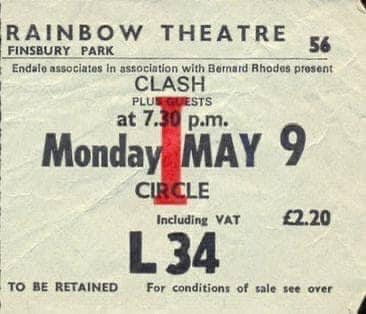 RAINBOW THEATRE
FINSBURY PARK 56
Endale associates in association with Bernard Rhodes present
CLASH
PLUS GUESTS
at 7.30 p.m.
Monday MAY 9
I
CIRCLE
Including VAT £2.20
L 34
TO BE RETAINED For conditions of sale see over